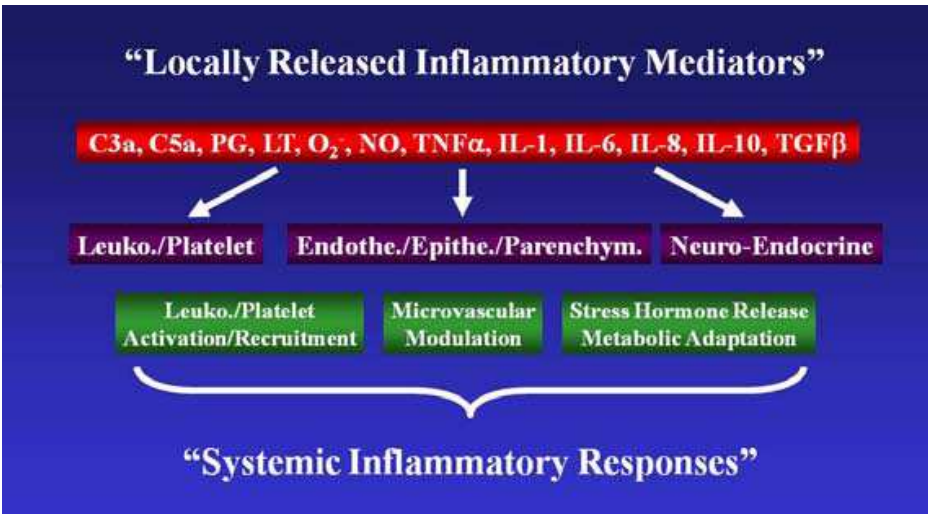 “Locally Released Inflammatory Mediators”
C3a, C5a, PG, LT, O₂⁻, NO, TNFα, IL-1, IL-6, IL-8, IL-10, TGFβ
Leuko./Platelet
Endothe./Epithe./Parenchym.
Neuro-Endocrine
Leuko./Platelet
Activation/Recruitment
Microvascular
Modulation
Stress Hormone Release
Metabolic Adaptation
“Systemic Inflammatory Responses”